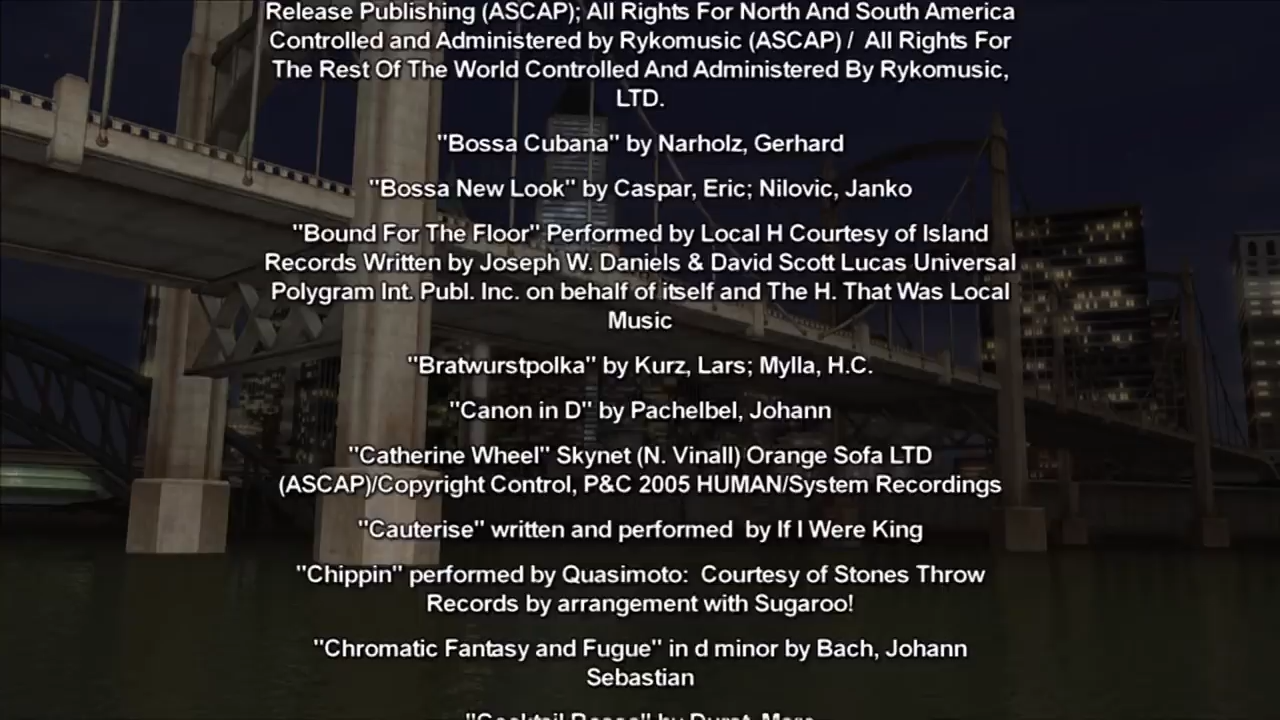 Release Publishing (ASCAP); All Rights For North And South America
Controlled and Administered by Rykomusic (ASCAP) /  All Rights For
The Rest Of The World Controlled And Administered By Rykomusic,
LTD.
"Bossa Cubana" by Narholz, Gerhard
"Bossa New Look" by Caspar, Eric; Nilovic, Janko
"Bound For The Floor" Performed by Local H Courtesy of Island
Records Written by Joseph W. Daniels & David Scott Lucas Universal
Polygram Int. Publ. Inc. on behalf of itself and The H. That Was Local
Music
"Bratwurstpolka" by Kurz, Lars; Mylla, H.C.
"Canon in D" by Pachelbel, Johann
"Catherine Wheel" Skynet (N. Vinall) Orange Sofa LTD
(ASCAP)/Copyright Control, P&C 2005 HUMAN/System Recordings
"Cauterise" written and performed  by If I Were King
"Chippin" performed by Quasimoto:  Courtesy of Stones Throw
Records by arrangement with Sugaroo!
"Chromatic Fantasy and Fugue" in d minor by Bach, Johann
Sebastian